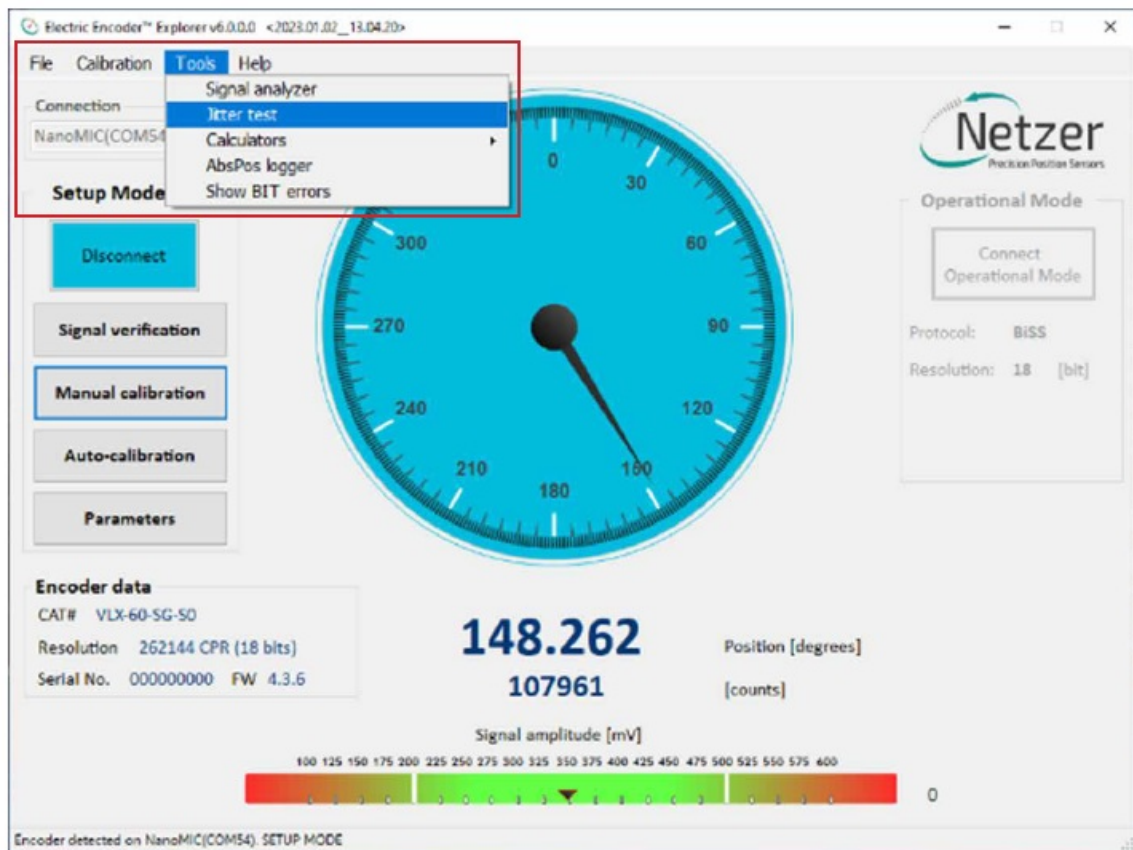 Electric Encoder™ Explorer v6.0.0.0 <2023.01.02__13.04.20>
File Calibration Tools Help
Signal analyzer
Jitter test
Calculators
AbsPos logger
Show BIT errors
Connection
NanoMIC(COM54
Setup Mode
Disconnect
Signal verification
Manual calibration
Auto-calibration
Parameters
0
30
60
90
120
150
180
210
240
270
300
Netzer
Precision Position Sensors
Operational Mode
Connect
Operational Mode
Protocol: BiSS
Resolution: 18 [bit]
Encoder data
CAT# VLX-60-SG-S0
Resolution 262144 CPR (18 bits)
Serial No. 000000000 FW 4.3.6
148.262 Position [degrees]
107961 [counts]
Signal amplitude [mV]
100 125 150 175 200 225 250 275 300 325 350 375 400 425 450 475 500 525 550 575 600
0
Encoder detected on NanoMIC(COM54). SETUP MODE